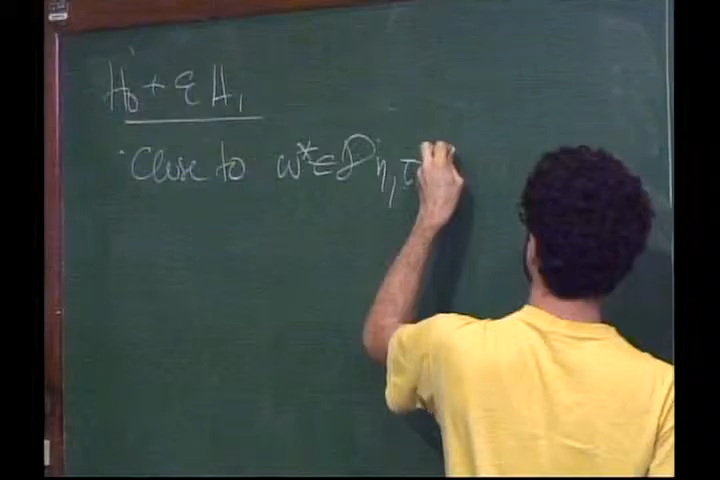 H₀ + ε H₁
· Close to ω* ∈ D η, τ